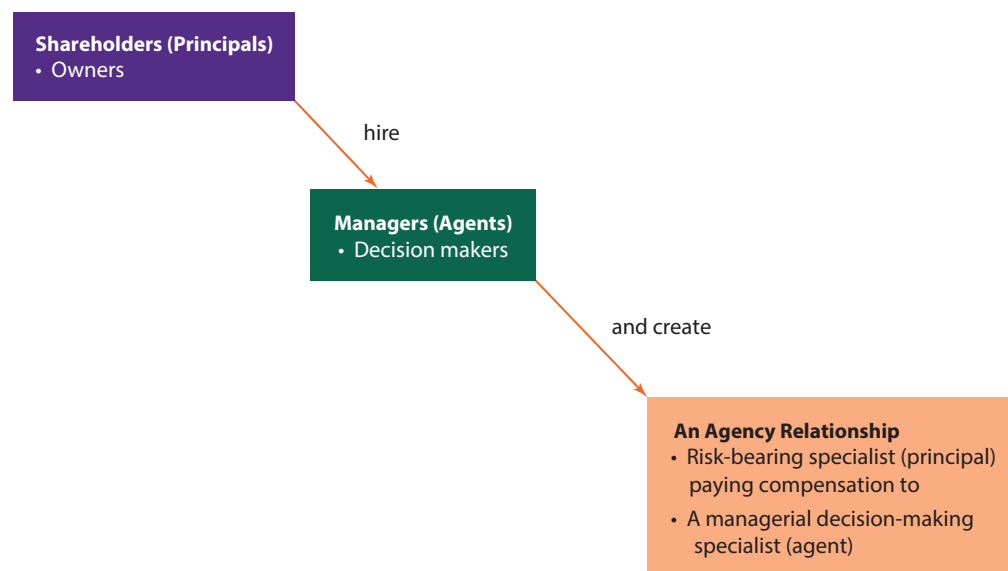 Shareholders (Principals)
• Owners
hire
Managers (Agents)
• Decision makers
and create
An Agency Relationship
• Risk-bearing specialist (principal)
paying compensation to
• A managerial decision-making
specialist (agent)